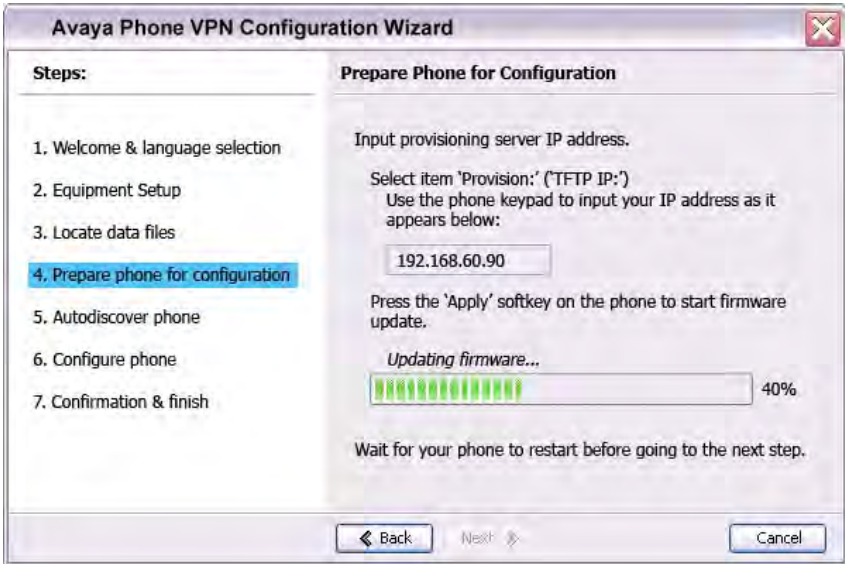 Avaya Phone VPN Configuration Wizard
Steps:
1. Welcome & language selection
2. Equipment Setup
3. Locate data files
4. Prepare phone for configuration
5. Autodiscover phone
6. Configure phone
7. Confirmation & finish
Prepare Phone for Configuration
Input provisioning server IP address.
Select item 'Provision:' ('TFTP IP:')
Use the phone keypad to input your IP address as it
appears below:
192.168.60.90
Press the 'Apply' softkey on the phone to start firmware
update.
Updating firmware...
40%
Wait for your phone to restart before going to the next step.
Back
Next
Cancel